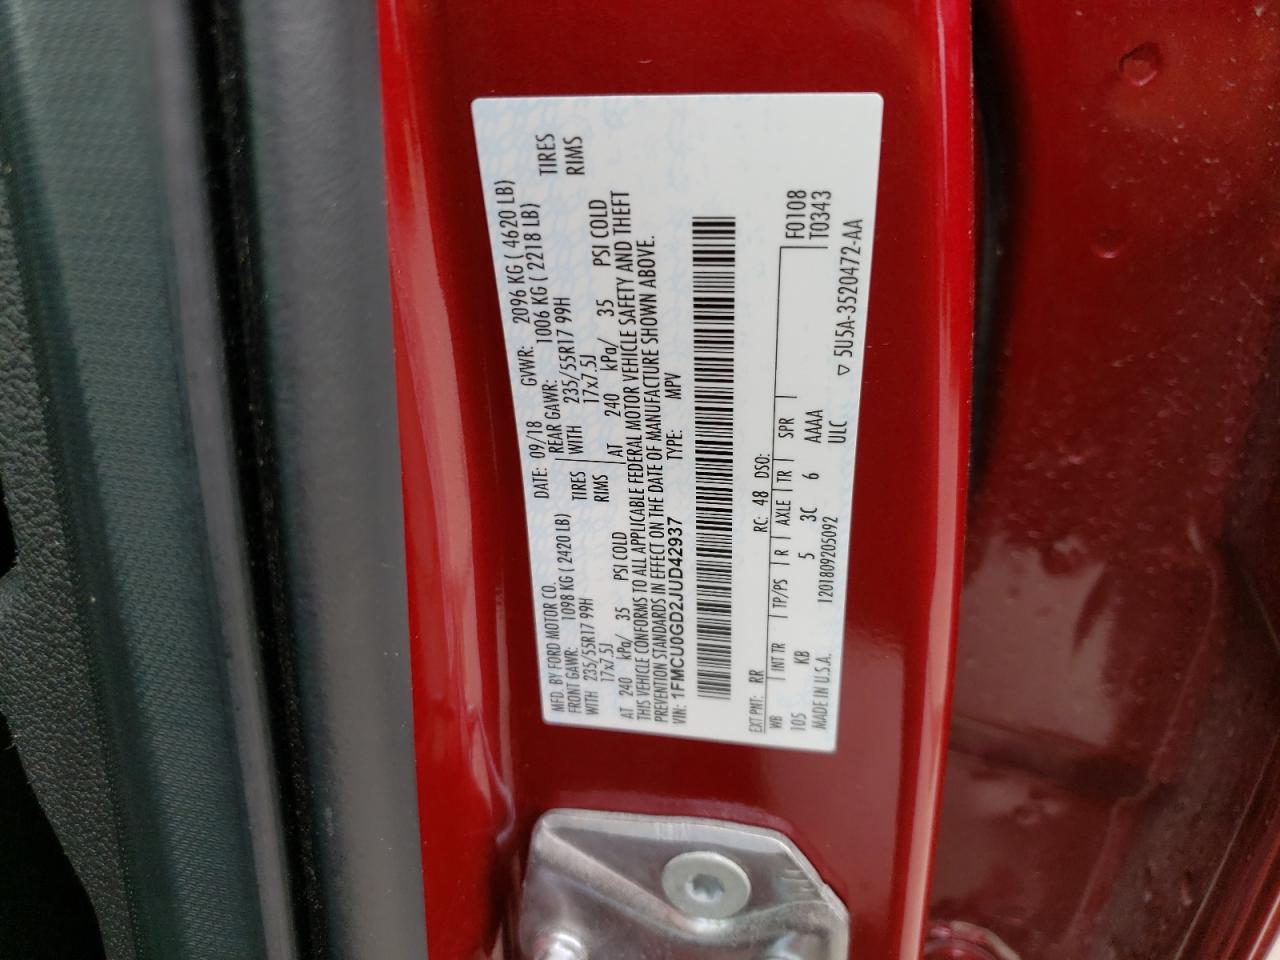 MFD. BY FORD MOTOR CO. DATE: 09/18 GVWR: 2096 KG ( 4620 LB)
FRONT GAWR: 1098 KG ( 2420 LB) REAR GAWR: 1006 KG ( 2218 LB)
WITH 235/55R17 99H TIRES WITH 235/55R17 99H TIRES
17x7.5J RIMS 17x7.5J RIMS
AT 240 kPa/ 35 PSI COLD AT 240 kPa/ 35 PSI COLD
THIS VEHICLE CONFORMS TO ALL APPLICABLE FEDERAL MOTOR VEHICLE SAFETY AND THEFT
PREVENTION STANDARDS IN EFFECT ON THE DATE OF MANUFACTURE SHOWN ABOVE.
VIN: 1FMCU0GD2JUD42937 TYPE: MPV
EXT PNT: RR RC: 48 DSO: F0108
WB INT TR TP/PS R AXLE TR SPR T0343
105 KB 5 3C 6 AAAA
MADE IN U.S.A. 1201809205092 ULC ▽ 5U5A-3520472-AA